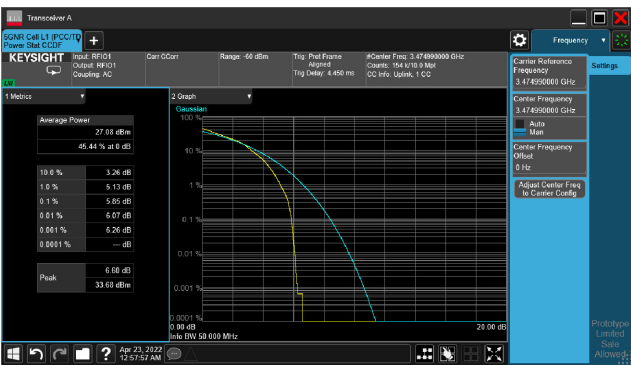 Transceiver A
5GNR Cell L1 (PCC/TD
Power Stat CCDF
KEYSIGHT
Input: RFIO1
Output: RFIO1
Coupling: AC
Carr CCorr
Range: -60 dBm
Trig: Pret Frame
Aligned
Trig Delay: 4.450 ms
#Center Freq: 3.474990000 GHz
Counts: 154 k/10.0 Mpt
CC Info: Uplink, 1 CC
Frequency
Settings
Carrier Reference
Frequency
3.474990000 GHz
Center Frequency
3.474990000 GHz
Auto
Man
Center Frequency
Offset
0 Hz
Adjust Center Freq
to Carrier Config
Prototype
Limited
Sale
Allowed
1 Metrics
Average Power
27.08 dBm
45.44 % at 0 dB
10.0 % 3.26 dB
1.0 % 5.13 dB
0.1 % 5.85 dB
0.01 % 6.07 dB
0.001 % 6.26 dB
0.0001 % --- dB
Peak
6.60 dB
33.68 dBm
2 Graph
Gaussian
100 %
10 %
1 %
0.1 %
0.01 %
0.001 %
0.0001 %
0.00 dB
20.00 dB
Info BW 50.000 MHz
Apr 23, 2022
12:57:57 AM